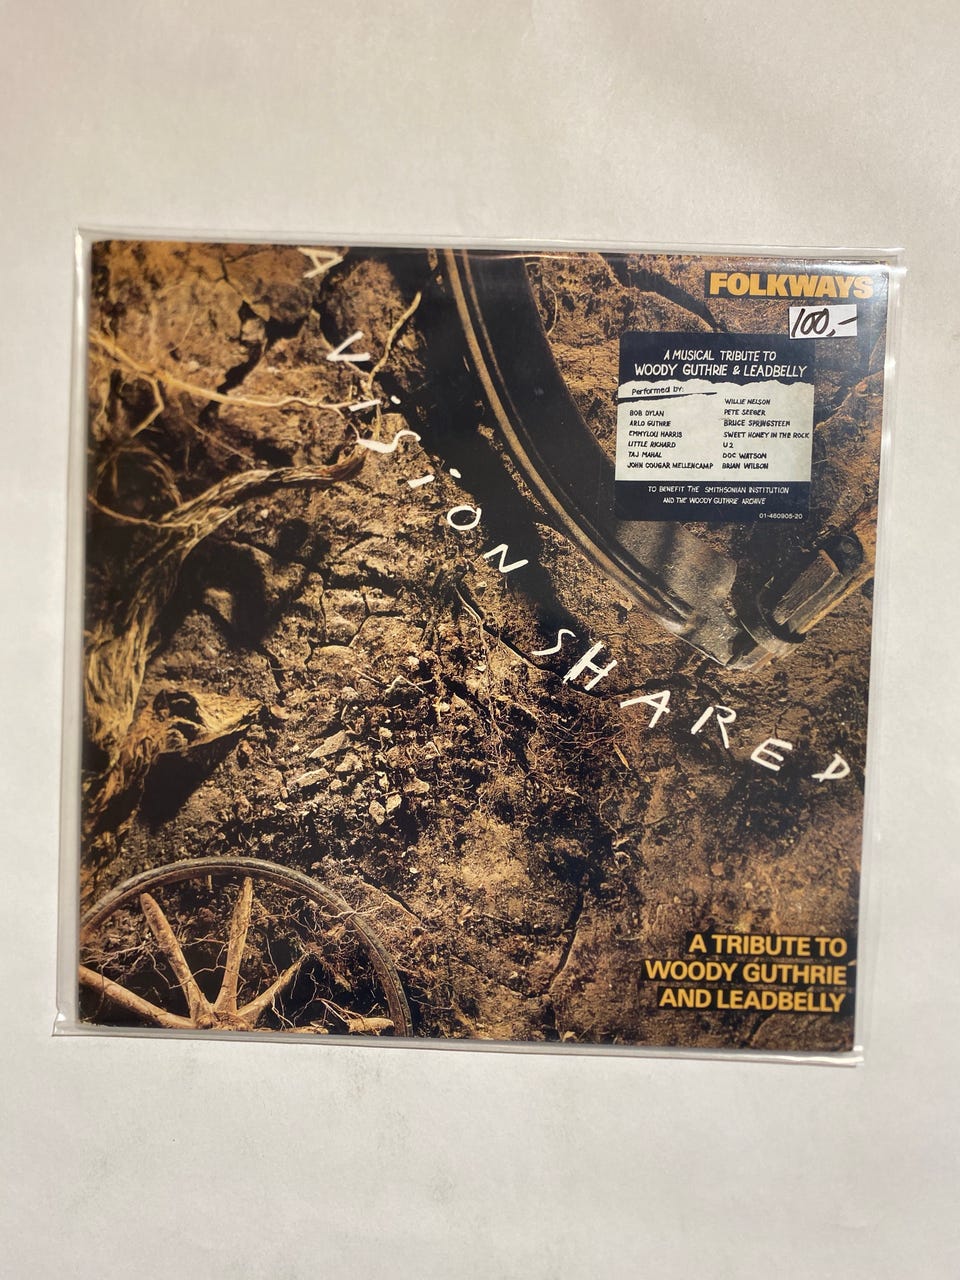 A VISION SHARED
FOLKWAYS
100,-
A MUSICAL TRIBUTE TO
WOODY GUTHRIE & LEADBELLY
Performed by:
BOB DYLAN
ARLO GUTHRIE
EMMYLOU HARRIS
LITTLE RICHARD
TAJ MAHAL
JOHN COUGAR MELLENCAMP
WILLIE NELSON
PETE SEEGER
BRUCE SPRINGSTEEN
SWEET HONEY IN THE ROCK
U2
DOC WATSON
BRIAN WILSON
TO BENEFIT THE SMITHSONIAN INSTITUTION
AND THE WOODY GUTHRIE ARCHIVE
01-460905-20
A TRIBUTE TO
WOODY GUTHRIE
AND LEADBELLY